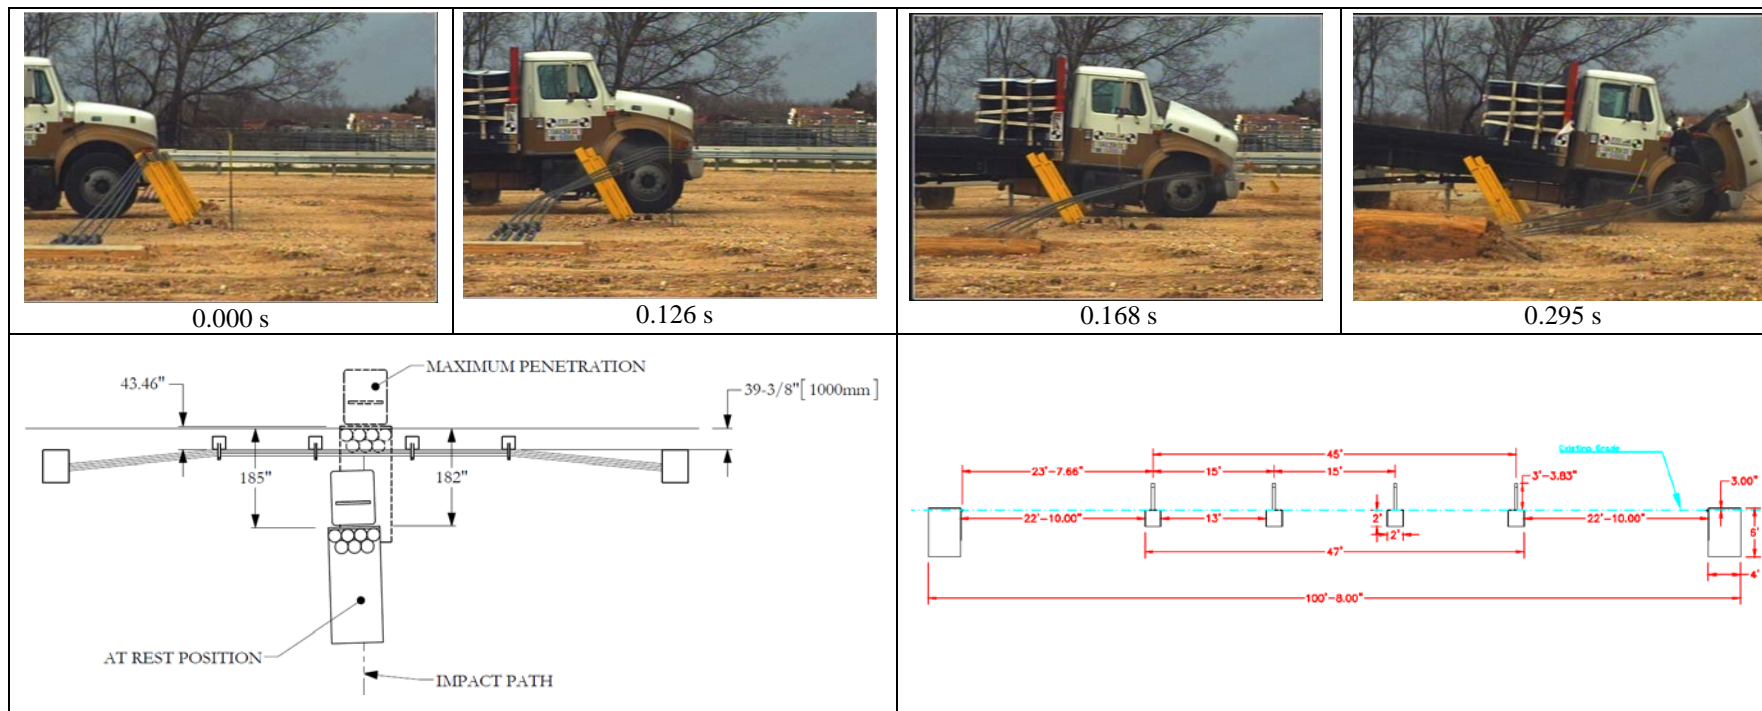 0.000 s
0.126 s
0.168 s
0.295 s
43.46"
MAXIMUM PENETRATION
39-3/8"[1000mm]
185"
182"
AT REST POSITION
IMPACT PATH
Existing Grade
45'
23'-7.66"
15'
15'
3'-3.83"
3.00"
22'-10.00"
13'
2'
2'
22'-10.00"
47'
4'
100'-8.00"